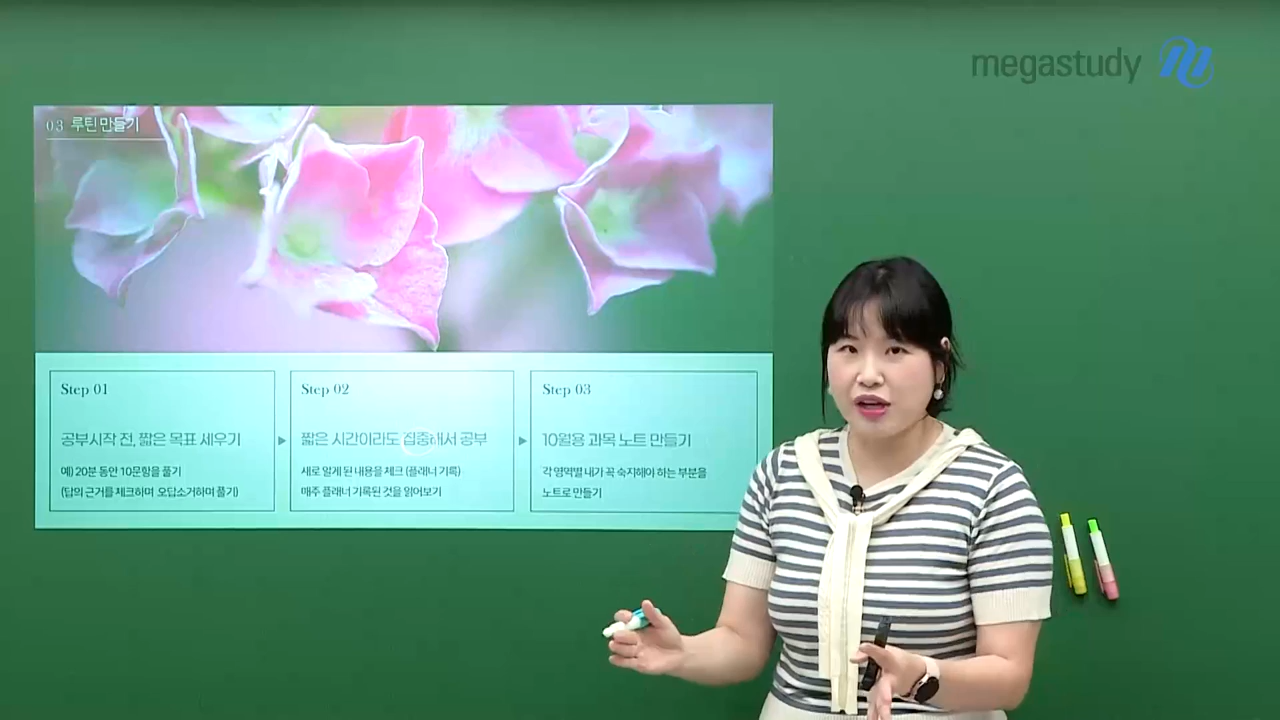 megastudy
03 루틴 만들기
Step 01
공부시작 전, 짧은 목표 세우기
예) 20분 동안 10문항을 풀기
(답의 근거를 체크하며 오답소거하며 풀기)
Step 02
짧은 시간이라도 집중해서 공부
새로 알게 된 내용을 체크 (플래너 기록)
매주 플래너 기록된 것을 읽어보기
Step 03
10월용 과목 노트 만들기
각 영역별 내가 꼭 숙지해야 하는 부분을
노트로 만들기